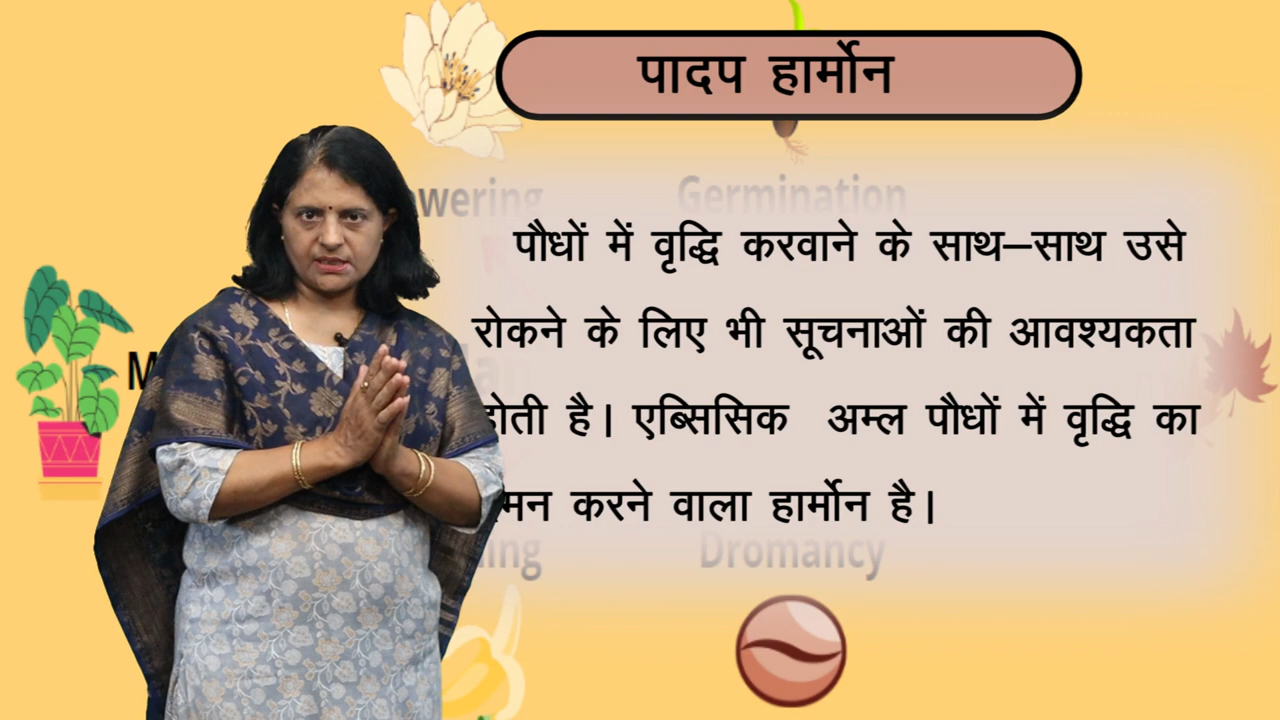 पादप हार्मोन
Germination
पौधों में वृद्धि करवाने के साथ–साथ उसे
रोकने के लिए भी सूचनाओं की आवश्यकता
होती है। एब्सिसिक अम्ल पौधों में वृद्धि का
करने वाला हार्मोन है।
Dromancy